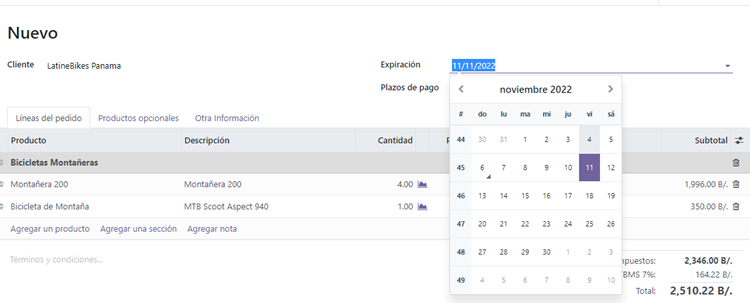 Nuevo
Cliente LatineBikes Panama
Expiración 11/11/2022
Plazos de pago
noviembre 2022
# do lu ma mi ju vi sá
44 30 31 1 2 3 4 5
45 6 7 8 9 10 11 12
46 13 14 15 16 17 18 19
47 20 21 22 23 24 25 26
48 27 28 29 30 1 2 3
49 4 5 6 7 8 9 10
Líneas del pedido Productos opcionales Otra Información
Producto Descripción Cantidad Subtotal
Bicicletas Montañeras
Montañera 200 Montañera 200 4.00 1,996.00 B/.
Bicicleta de Montaña MTB Scoot Aspect 940 1.00 350.00 B/.
Agregar un producto Agregar una sección Agregar nota
Términos y condiciones...
mpuestos: 2,346.00 B/.
TBMS 7%: 164.22 B/.
Total: 2,510.22 B/.